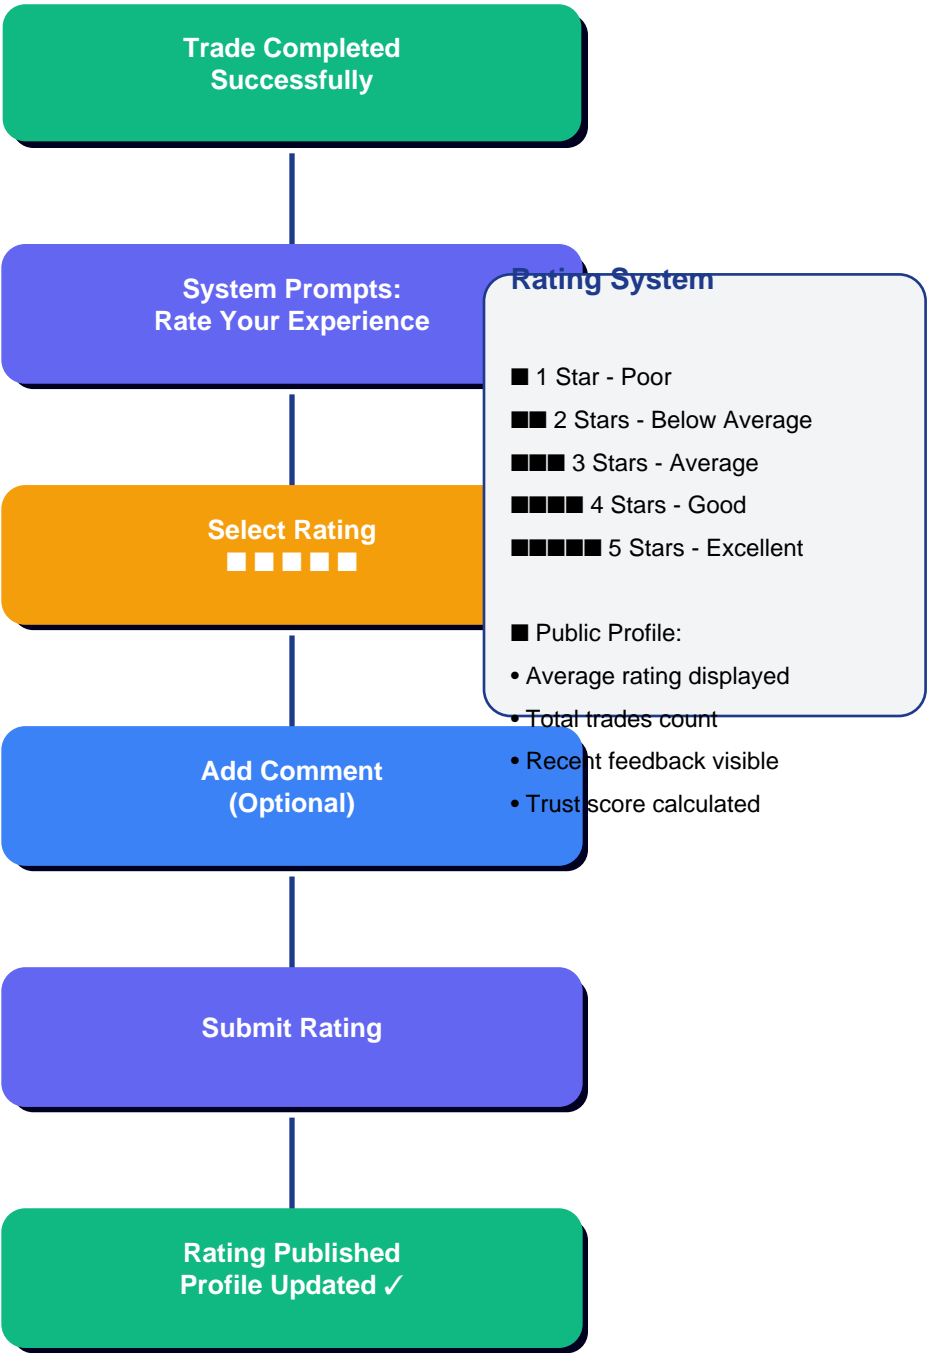 Trade Completed
Successfully
System Prompts:
Rate Your Experience
Select Rating
■ ■ ■ ■ ■
Add Comment
(Optional)
Submit Rating
Rating Published
Profile Updated ✓
Rating System
■ 1 Star - Poor
■■ 2 Stars - Below Average
■■■ 3 Stars - Average
■■■■ 4 Stars - Good
■■■■■ 5 Stars - Excellent
■ Public Profile:
• Average rating displayed
• Total trades count
• Recent feedback visible
• Trust score calculated